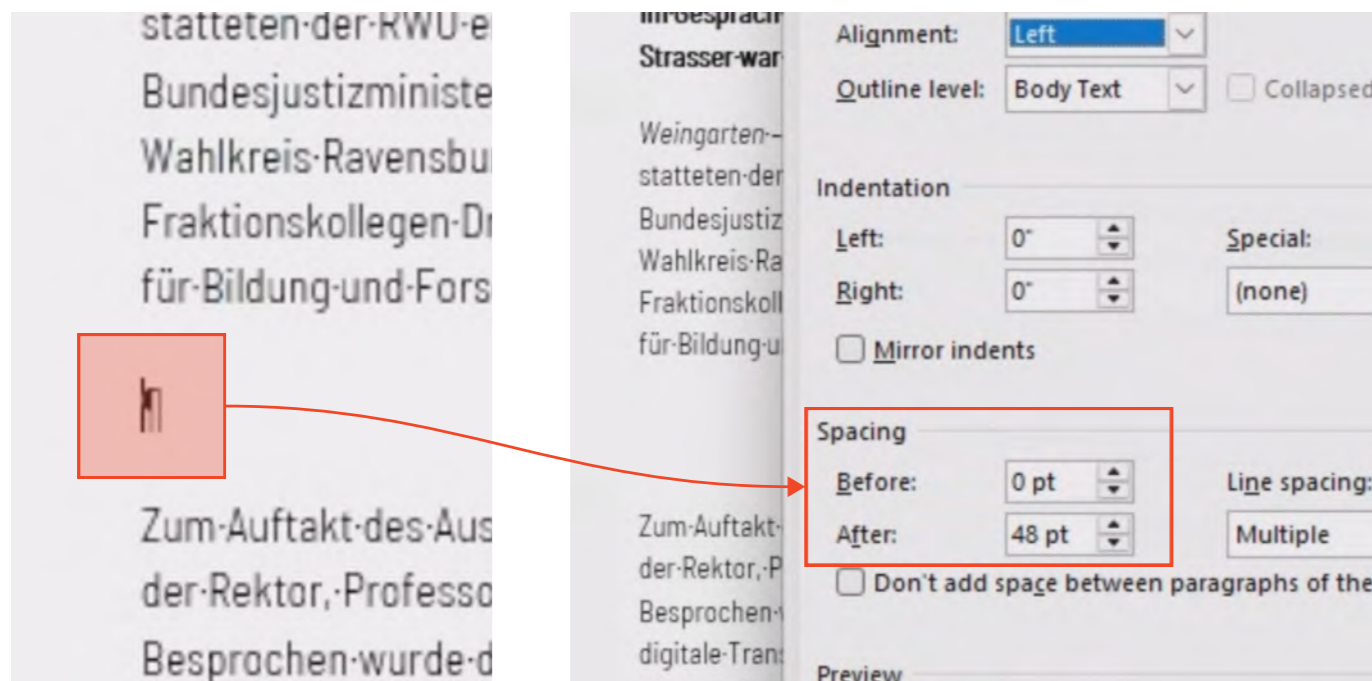 statteten·der·RWU·e
Bundesjustizministe
Wahlkreis·Ravensbu
Fraktionskollegen·D
für·Bildung·und·Fors
¶
Zum·Auftakt·des·Aus
der·Rektor,·Professo
Besprochen·wurde·d
Im·Gespräch
Strasser·war
Weingarten·–
statteten·der
Bundesjustiz
Wahlkreis·Ra
Fraktionskoll
für·Bildung·u
Zum·Auftakt·
der·Rektor,·P
Besprochen·
digitale·Trans
Alignment: Left
Outline level: Body Text Collapsed
Indentation
Left: 0" Special:
Right: 0" (none)
Mirror indents
Spacing
Before: 0 pt Line spacing:
After: 48 pt Multiple
Don't add space between paragraphs of the
Preview